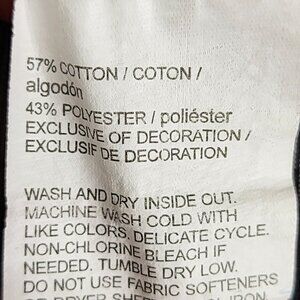 57% COTTON / COTON /
algodón
43% POLYESTER / poliéster
EXCLUSIVE OF DECORATION /
EXCLUSIF DE DECORATION
WASH AND DRY INSIDE OUT.
MACHINE WASH COLD WITH
LIKE COLORS. DELICATE CYCLE.
NON-CHLORINE BLEACH IF
NEEDED. TUMBLE DRY LOW.
DO NOT USE FABRIC SOFTENERS
OR DRYER